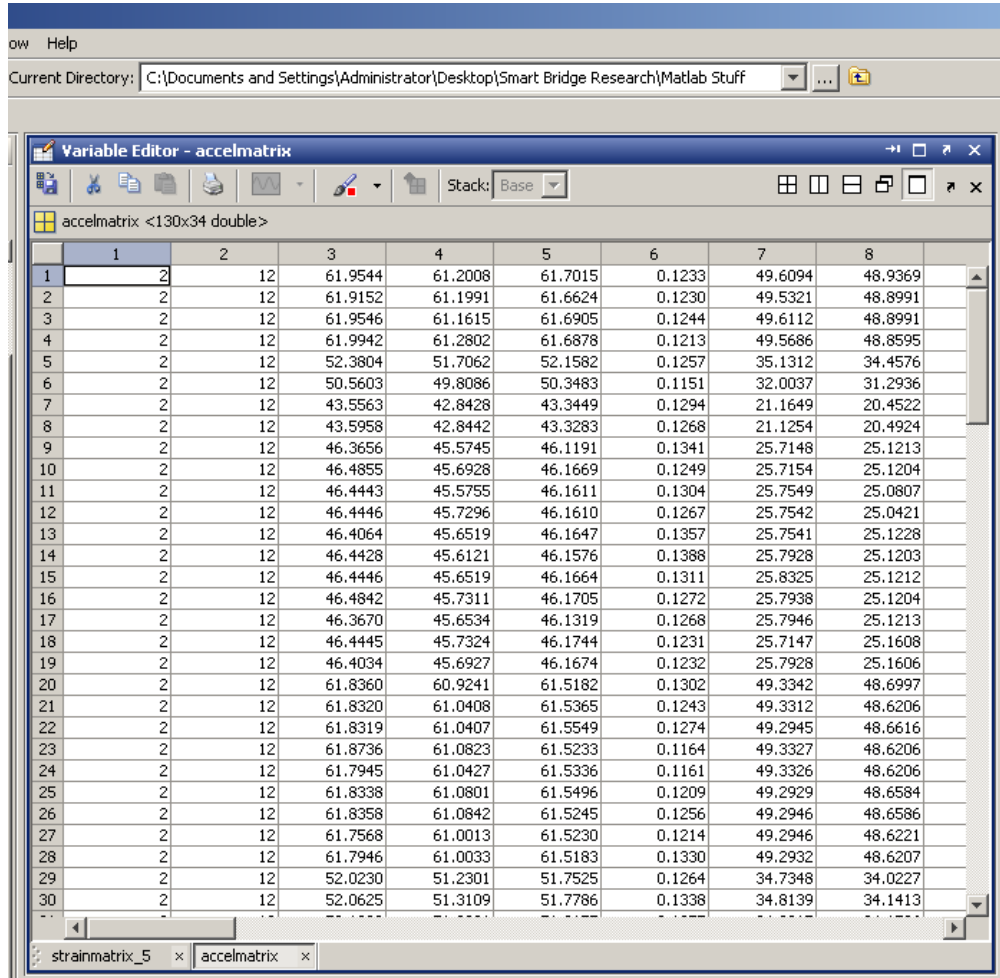 ow Help
Current Directory: C:\Documents and Settings\Administrator\Desktop\Smart Bridge Research\Matlab Stuff ...
Variable Editor - accelmatrix
Stack: Base
accelmatrix <130x34 double>
1 2 3 4 5 6 7 8
1 2 12 61.9544 61.2008 61.7015 0.1233 49.6094 48.9369
2 2 12 61.9152 61.1991 61.6624 0.1230 49.5321 48.8991
3 2 12 61.9546 61.1615 61.6905 0.1244 49.6112 48.8991
4 2 12 61.9942 61.2802 61.6878 0.1213 49.5686 48.8595
5 2 12 52.3804 51.7062 52.1582 0.1257 35.1312 34.4576
6 2 12 50.5603 49.8086 50.3483 0.1151 32.0037 31.2936
7 2 12 43.5563 42.8428 43.3449 0.1294 21.1649 20.4522
8 2 12 43.5958 42.8442 43.3283 0.1268 21.1254 20.4924
9 2 12 46.3656 45.5745 46.1191 0.1341 25.7148 25.1213
10 2 12 46.4855 45.6928 46.1669 0.1249 25.7154 25.1204
11 2 12 46.4443 45.5755 46.1611 0.1304 25.7549 25.0807
12 2 12 46.4446 45.7296 46.1610 0.1267 25.7542 25.0421
13 2 12 46.4064 45.6519 46.1647 0.1357 25.7541 25.1228
14 2 12 46.4428 45.6121 46.1576 0.1388 25.7928 25.1203
15 2 12 46.4446 45.6519 46.1664 0.1311 25.8325 25.1212
16 2 12 46.4842 45.7311 46.1705 0.1272 25.7938 25.1204
17 2 12 46.3670 45.6534 46.1319 0.1268 25.7946 25.1213
18 2 12 46.4445 45.7324 46.1744 0.1231 25.7147 25.1608
19 2 12 46.4034 45.6927 46.1674 0.1232 25.7928 25.1606
20 2 12 61.8360 60.9241 61.5182 0.1302 49.3342 48.6997
21 2 12 61.8320 61.0408 61.5365 0.1243 49.3312 48.6206
22 2 12 61.8319 61.0407 61.5549 0.1274 49.2945 48.6616
23 2 12 61.8736 61.0823 61.5233 0.1164 49.3327 48.6206
24 2 12 61.7945 61.0427 61.5336 0.1161 49.3326 48.6206
25 2 12 61.8338 61.0801 61.5496 0.1209 49.2929 48.6584
26 2 12 61.8358 61.0842 61.5245 0.1256 49.2946 48.6586
27 2 12 61.7568 61.0013 61.5230 0.1214 49.2946 48.6221
28 2 12 61.7946 61.0033 61.5183 0.1330 49.2932 48.6207
29 2 12 52.0230 51.2301 51.7525 0.1264 34.7348 34.0227
30 2 12 52.0625 51.3109 51.7786 0.1338 34.8139 34.1413
strainmatrix_5 × accelmatrix ×